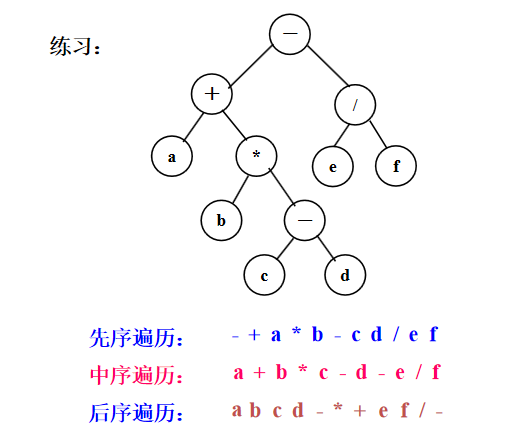 练习：
—
+
/
a
*
e
f
b
—
c
d
先序遍历： - + a * b - c d / e f
中序遍历： a + b * c - d - e / f
后序遍历： a b c d - * + e f / -